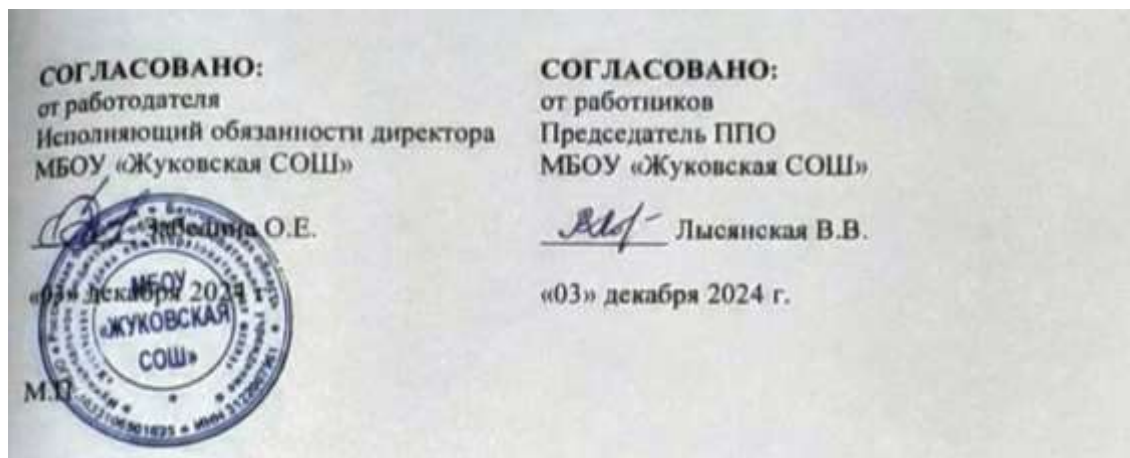 СОГЛАСОВАНО:
от работодателя
Исполняющий обязанности директора
МБОУ «Жуковская СОШ»
О.Е.
«03» декабря
М.П.
МБОУ
«ЖУКОВСКАЯ
СОШ»
СОГЛАСОВАНО:
от работников
Председатель ППО
МБОУ «Жуковская СОШ»
Лысянская В.В.
«03» декабря 2024 г.